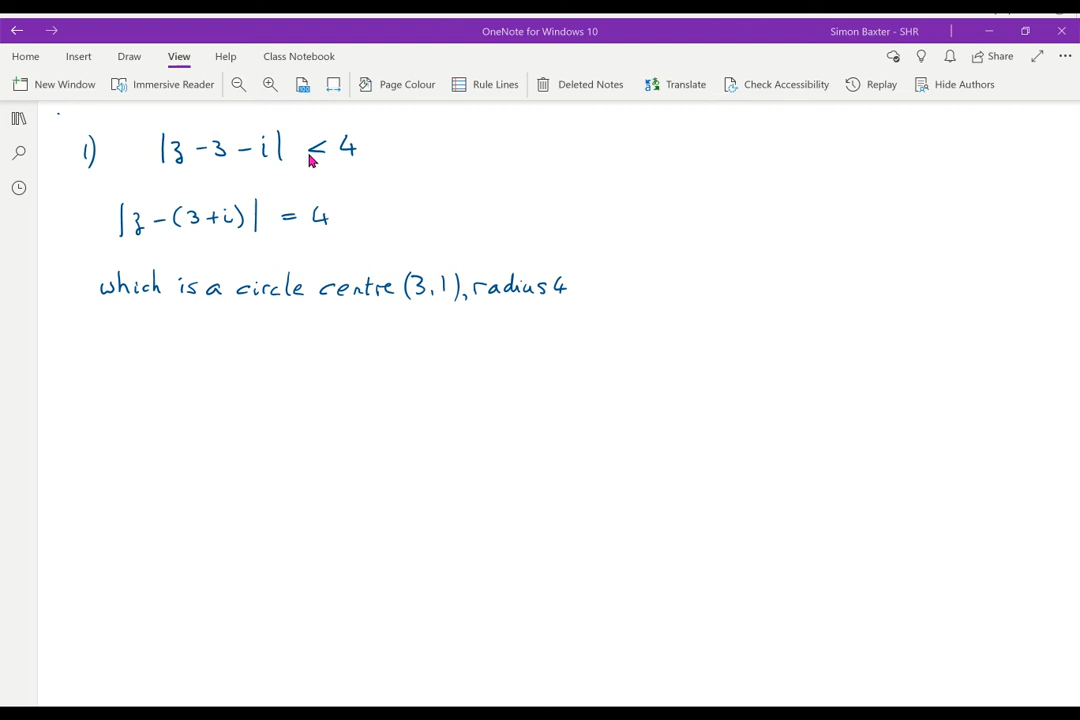 OneNote for Windows 10
Simon Baxter - SHR
Home Insert Draw View Help Class Notebook
Share
New Window Immersive Reader Page Colour Rule Lines Deleted Notes Translate Check Accessibility Replay Hide Authors
1) |z - 3 - i| < 4
|z - (3 + i)| = 4
which is a circle centre (3, 1), radius 4